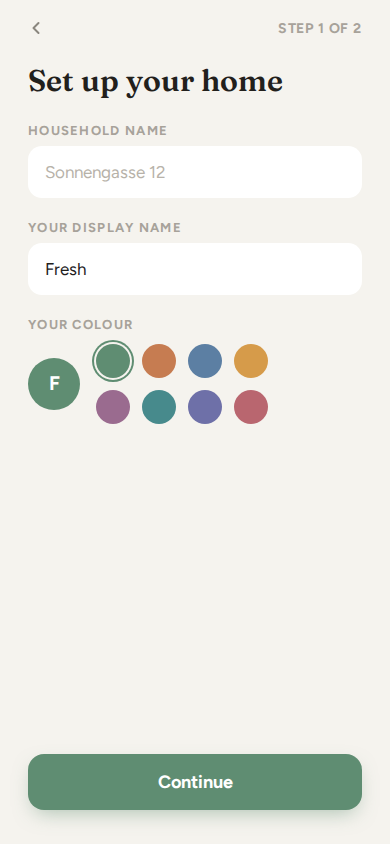 STEP 1 OF 2
Set up your home
HOUSEHOLD NAME
Sonnengasse 12
YOUR DISPLAY NAME
Fresh
YOUR COLOUR
F
Continue